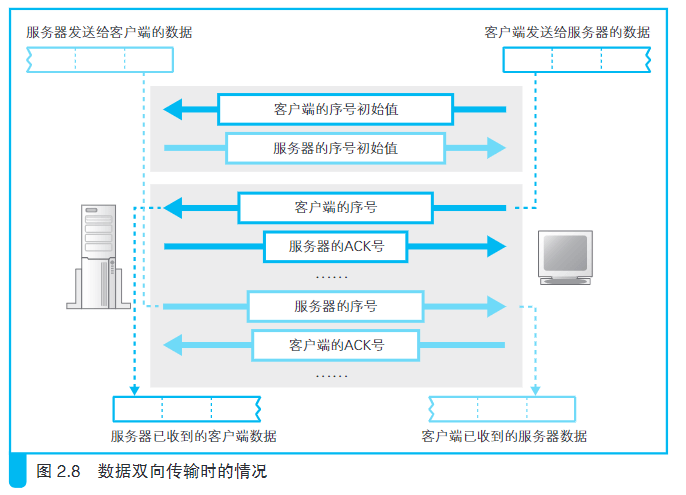 服务器发送给客户端的数据
客户端发送给服务器的数据
客户端的序号初始值
服务器的序号初始值
客户端的序号
服务器的ACK号
……
服务器的序号
客户端的ACK号
……
服务器已收到的客户端数据
客户端已收到的服务器数据
图 2.8 数据双向传输时的情况